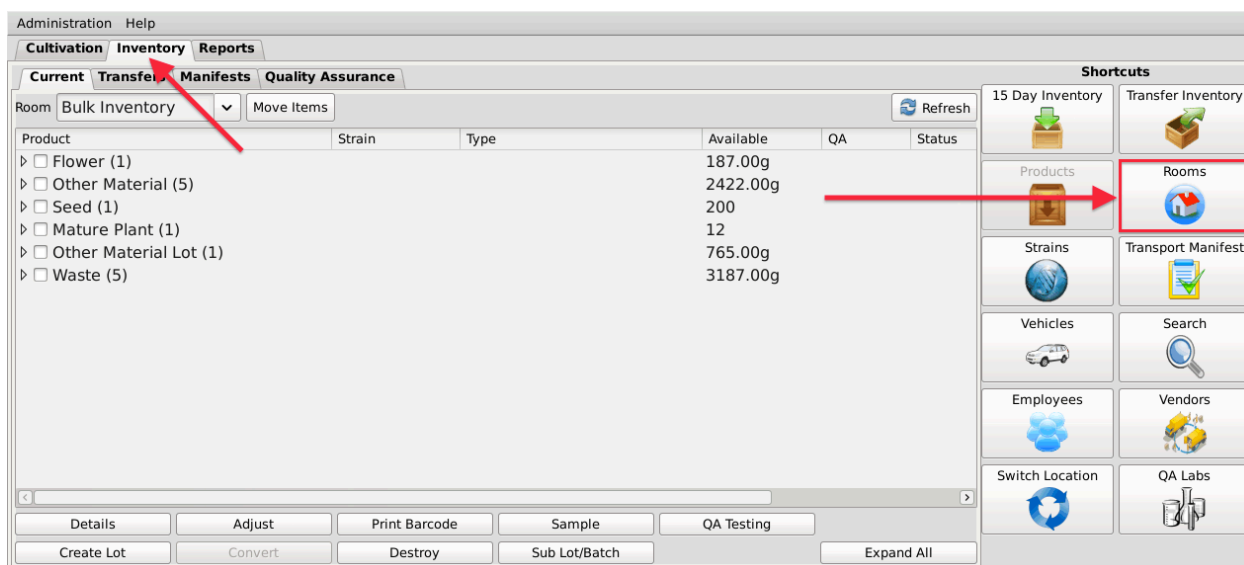 Administration Help
Cultivation Inventory Reports
Current Transfers Manifests Quality Assurance
Room Bulk Inventory Move Items Refresh
Product Strain Type Available QA Status
Flower (1) 187.00g
Other Material (5) 2422.00g
Seed (1) 200
Mature Plant (1) 12
Other Material Lot (1) 765.00g
Waste (5) 3187.00g
Details Adjust Print Barcode Sample QA Testing
Create Lot Convert Destroy Sub Lot/Batch Expand All
Shortcuts
15 Day Inventory Transfer Inventory
Products Rooms
Strains Transport Manifest
Vehicles Search
Employees Vendors
Switch Location QA Labs